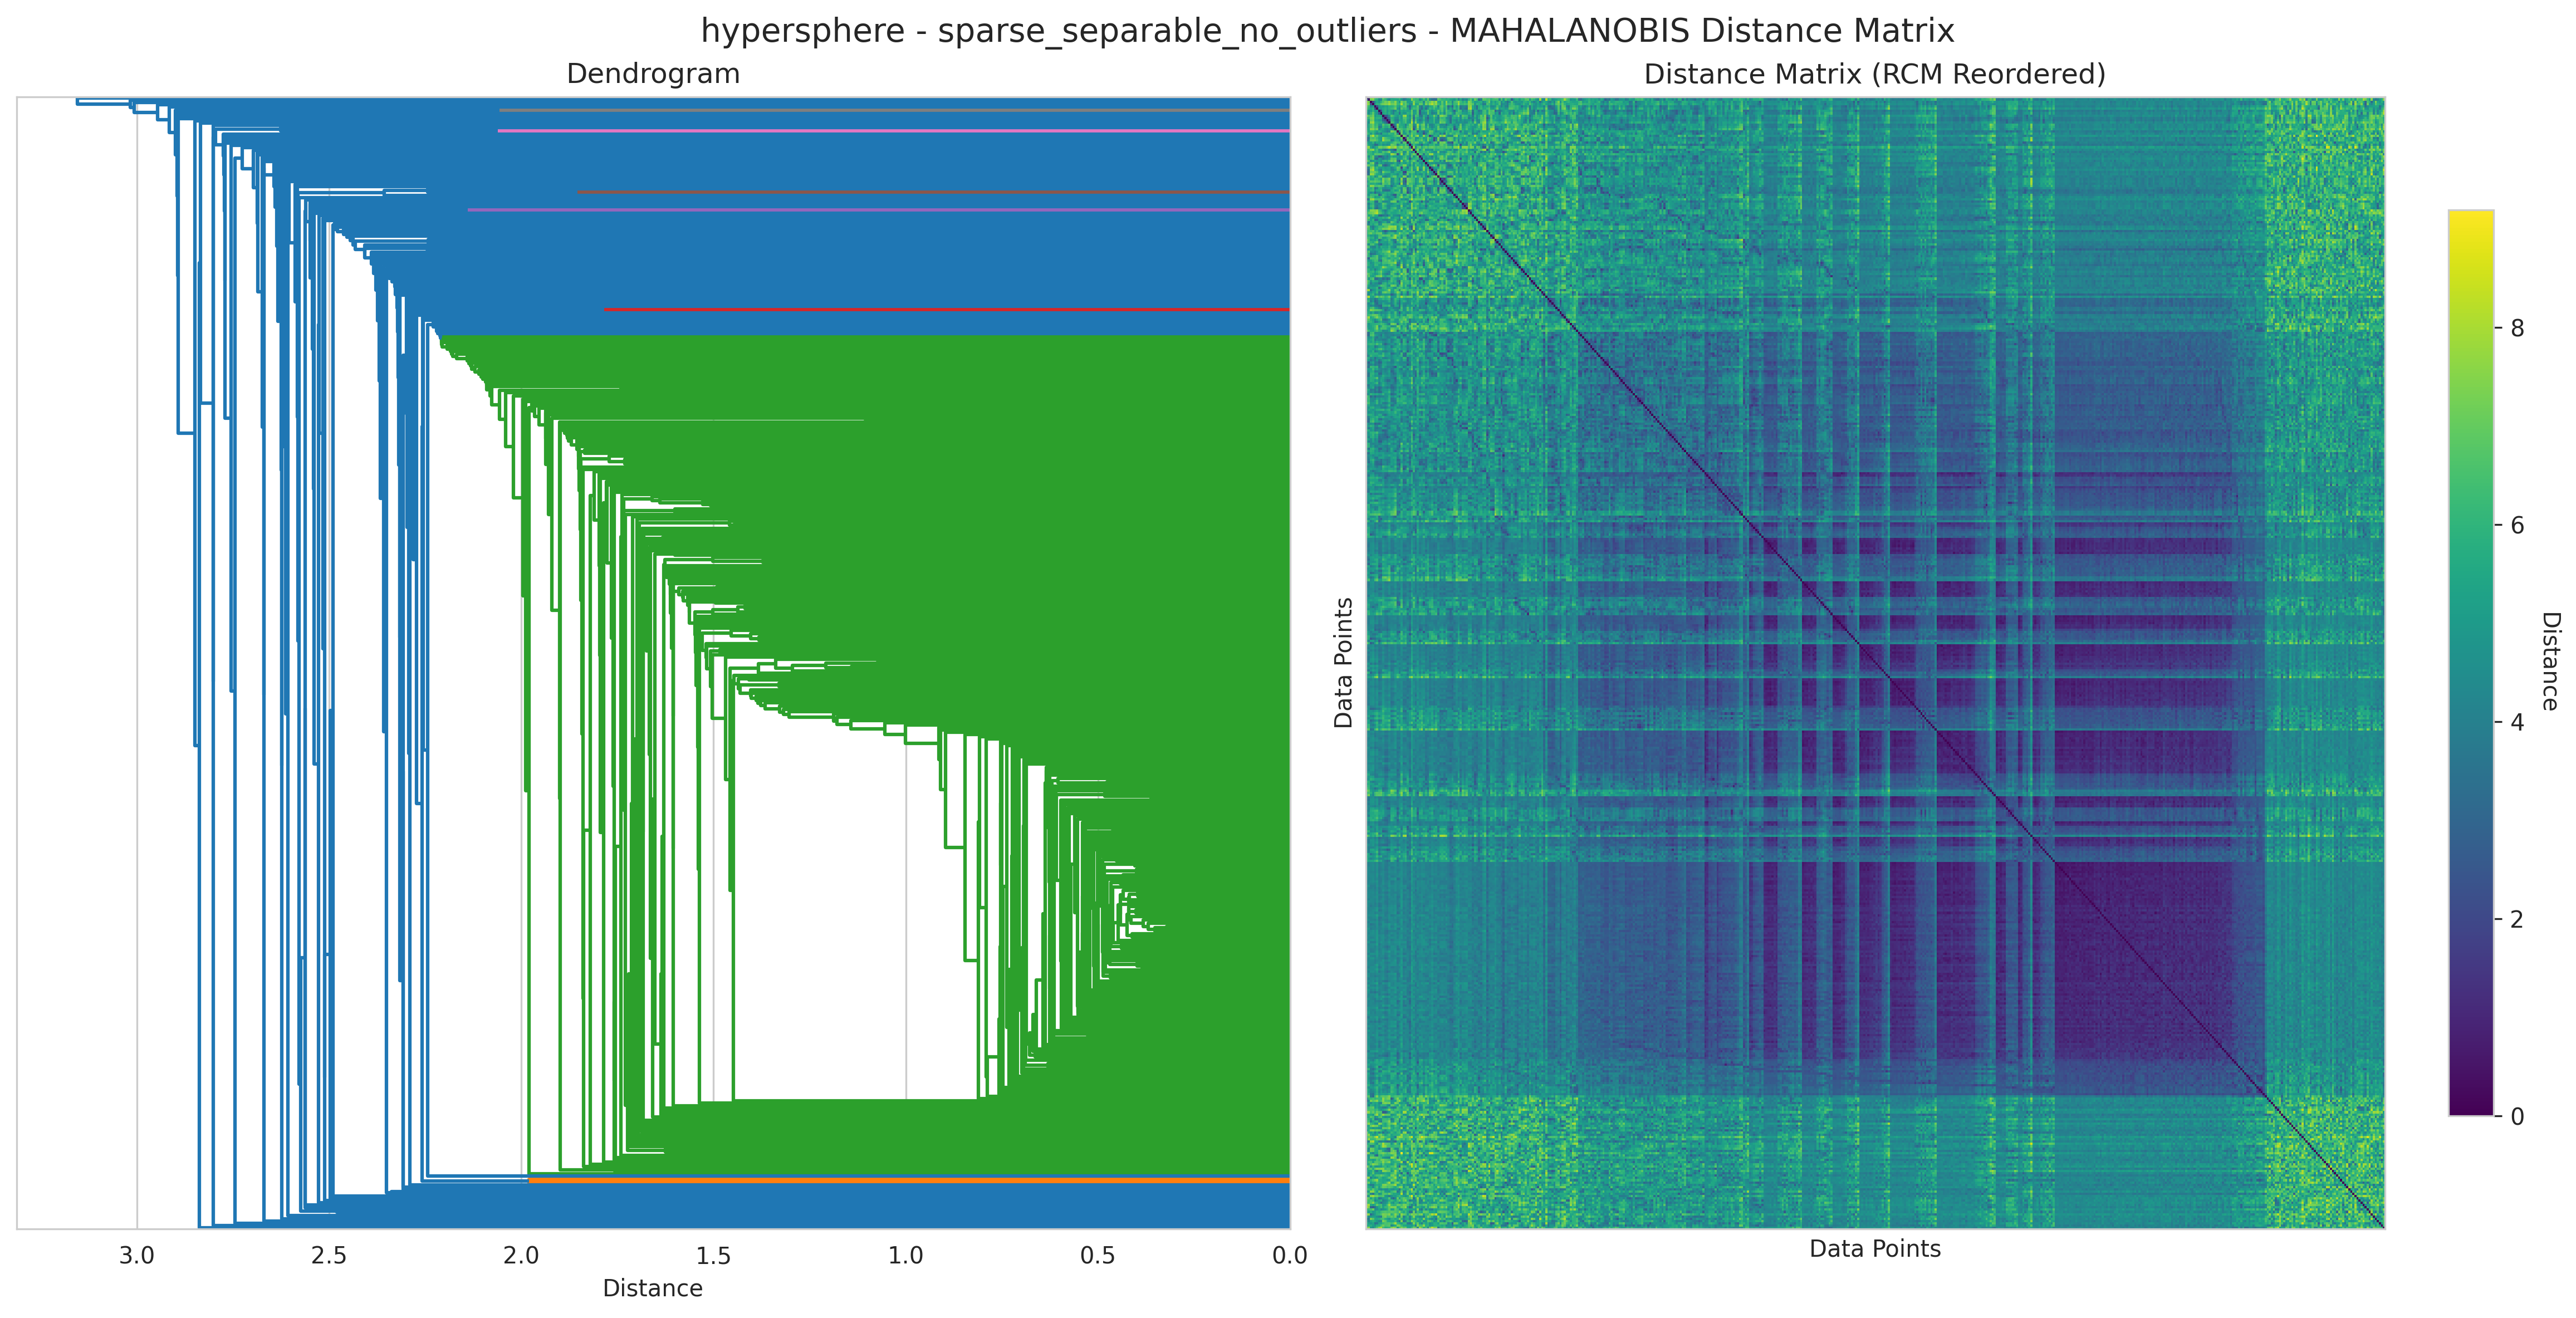 hypersphere - sparse_separable_no_outliers - MAHALANOBIS Distance Matrix
Dendrogram
3.0 2.5 2.0 1.5 1.0 0.5 0.0
Distance
Distance Matrix (RCM Reordered)
Data Points
Data Points
8
6
4
2
0
Distance